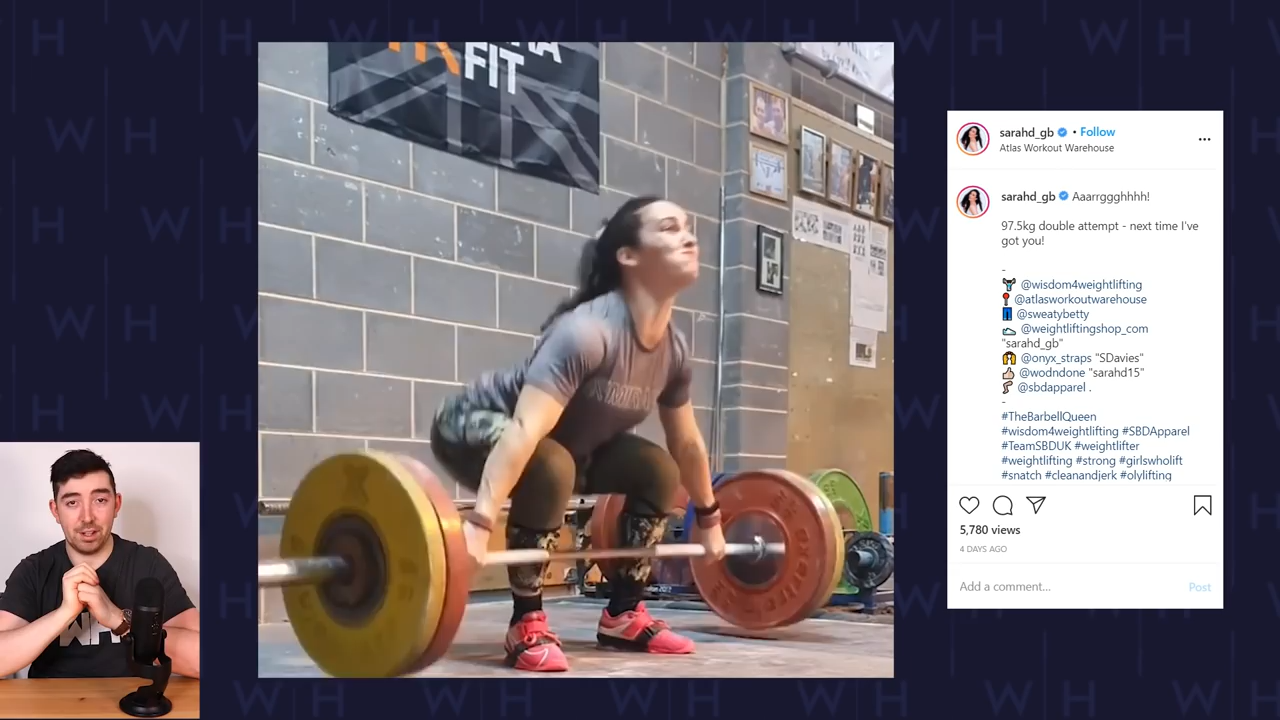 FIT
WH
sarahd_gb • Follow
Atlas Workout Warehouse
sarahd_gb Aaarrggghhhh!
97.5kg double attempt - next time I've
got you!
-
@wisdom4weightlifting
@atlasworkoutwarehouse
@sweatybetty
@weightliftingshop_com
"sarahd_gb"
@onyx_straps "SDavies"
@wodndone "sarahd15"
@sbdapparel .
-
#TheBarbellQueen
#wisdom4weightlifting #SBDApparel
#TeamSBDUK #weightlifter
#weightlifting #strong #girlswholift
#snatch #cleanandjerk #olylifting
5,780 views
4 DAYS AGO
Add a comment... Post